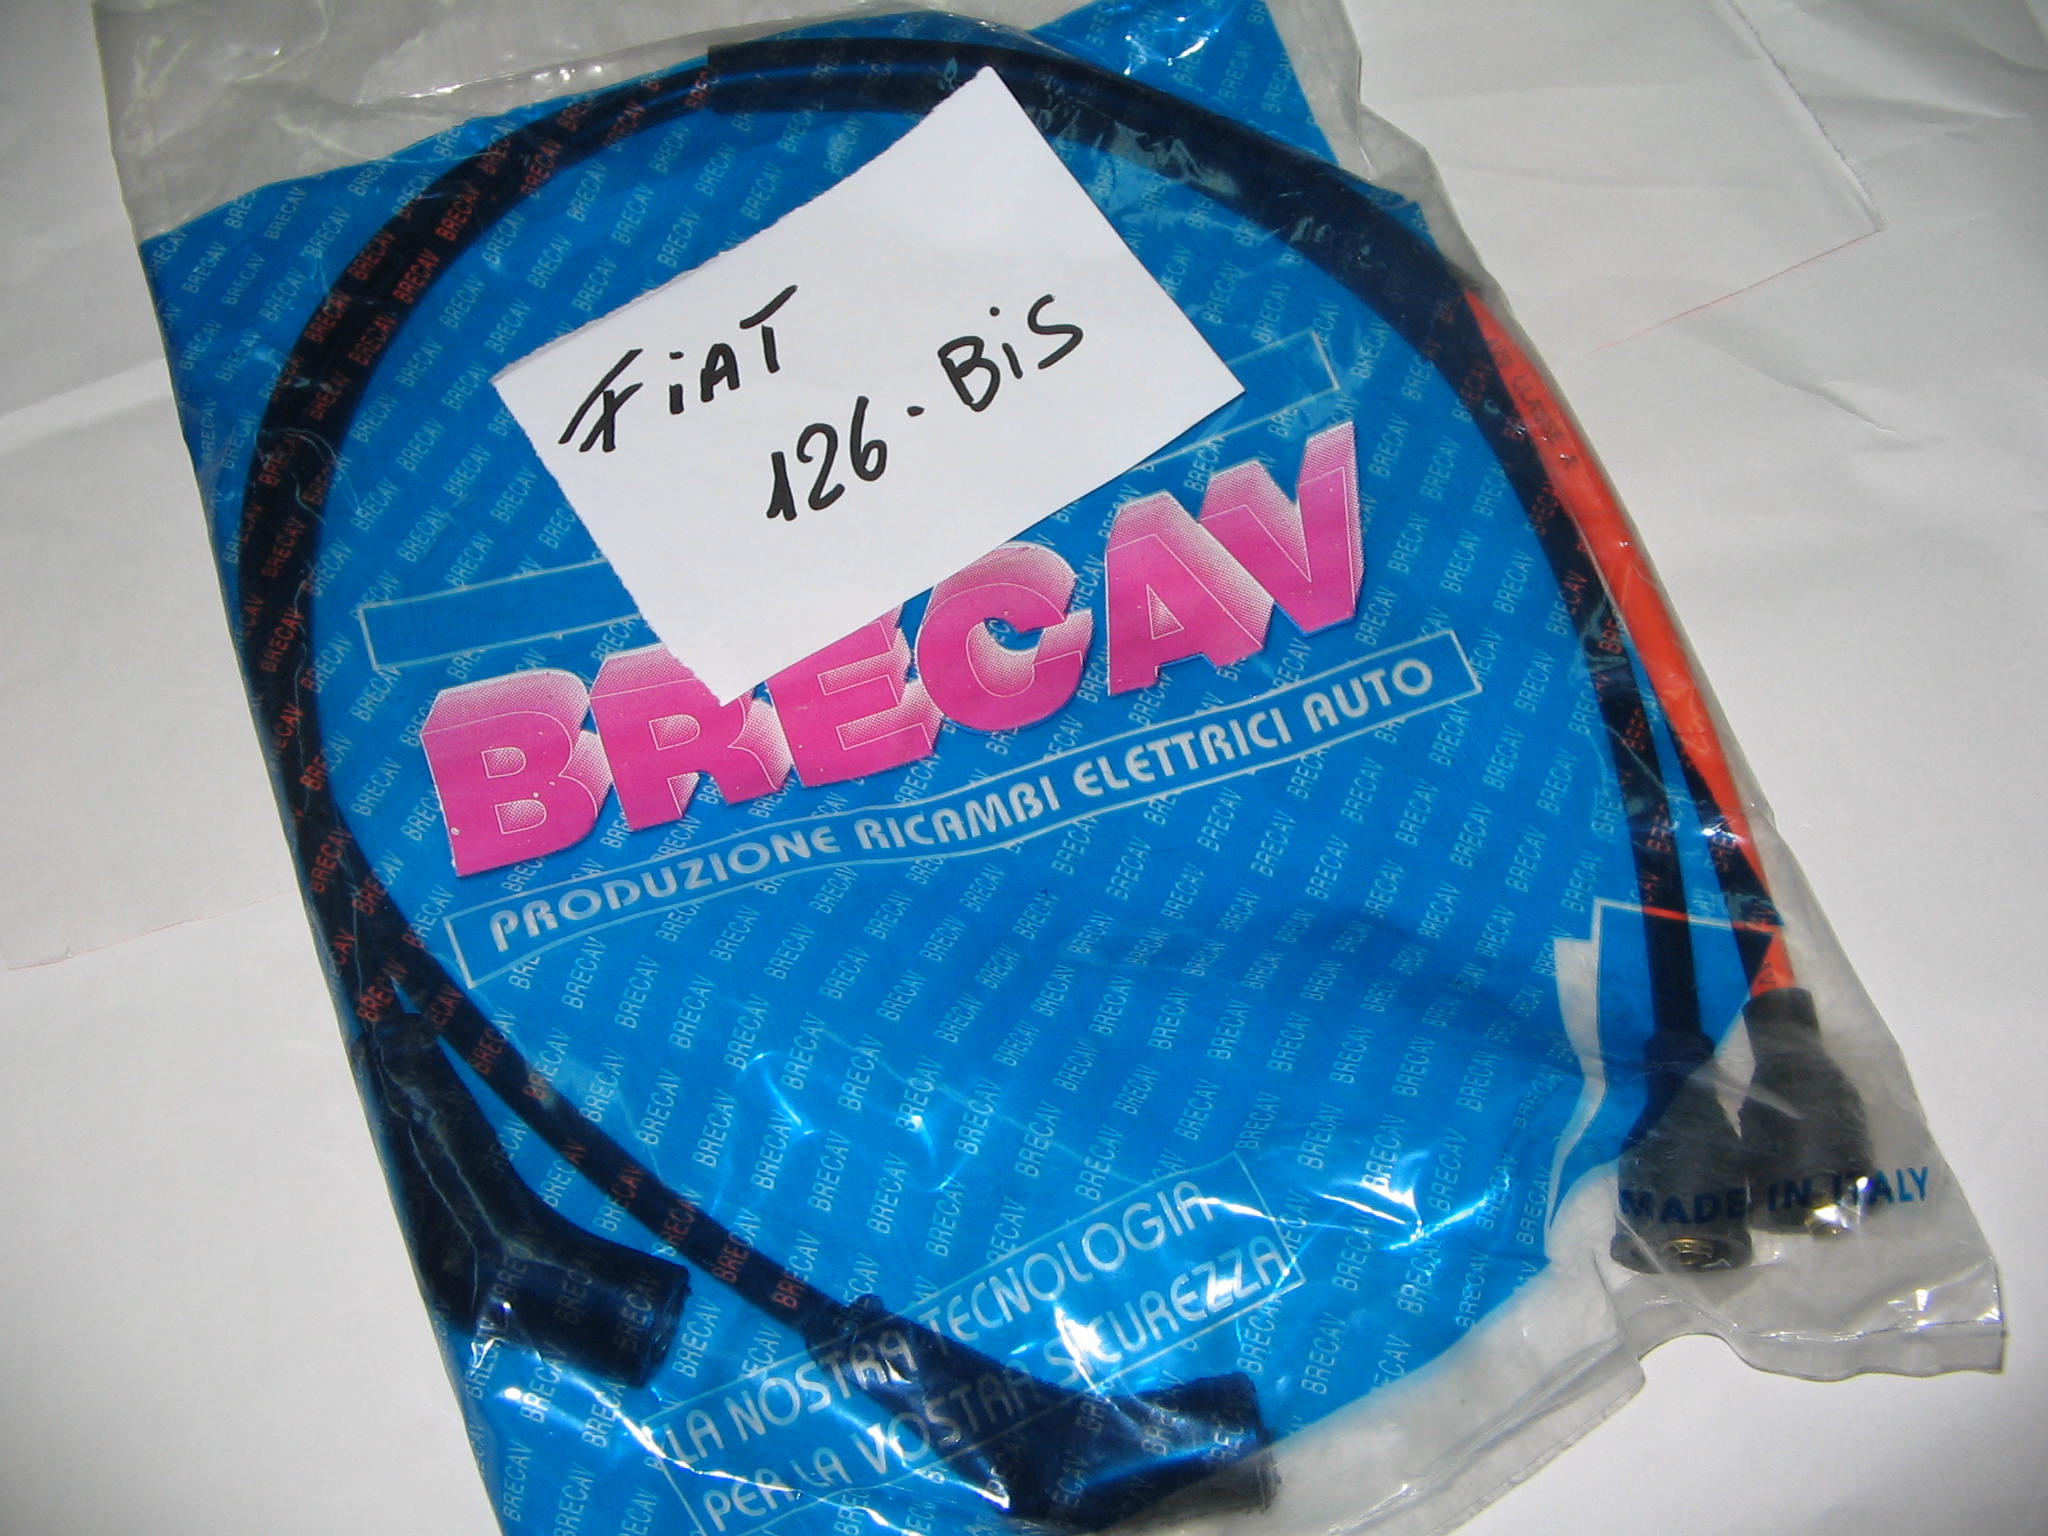 FiAT
126-BiS
BRECAV
PRODUZIONE RICAMBI ELETTRICI AUTO
MADE IN ITALY
LA NOSTRA TECNOLOGIA
PER LA VOSTRA SICUREZZA